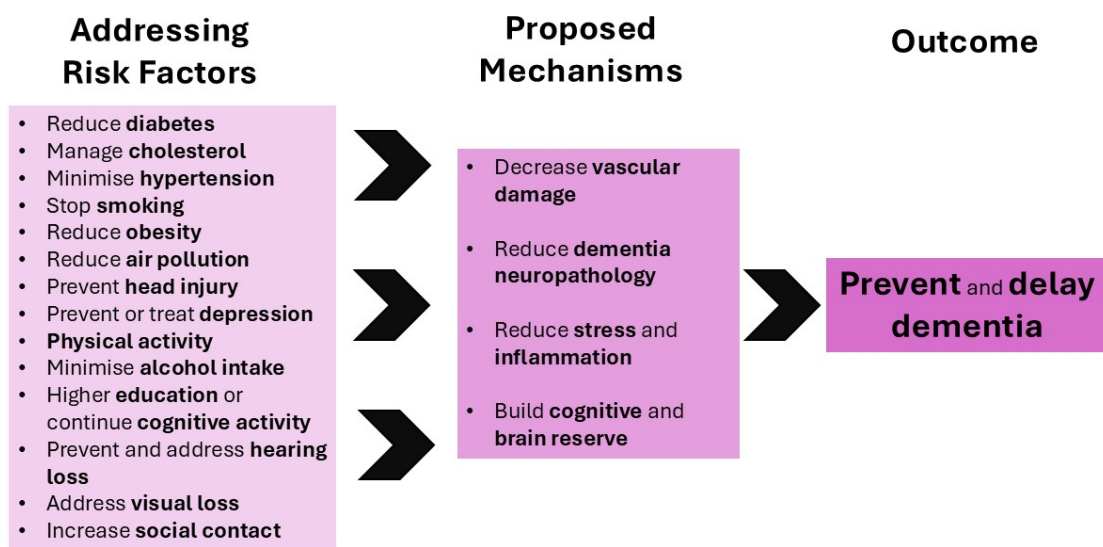 Addressing
Risk Factors
• Reduce diabetes
• Manage cholesterol
• Minimise hypertension
• Stop smoking
• Reduce obesity
• Reduce air pollution
• Prevent head injury
• Prevent or treat depression
• Physical activity
• Minimise alcohol intake
• Higher education or
continue cognitive activity
• Prevent and address hearing
loss
• Address visual loss
• Increase social contact
Proposed
Mechanisms
• Decrease vascular
damage
• Reduce dementia
neuropathology
• Reduce stress and
inflammation
• Build cognitive and
brain reserve
Outcome
Prevent and delay
dementia